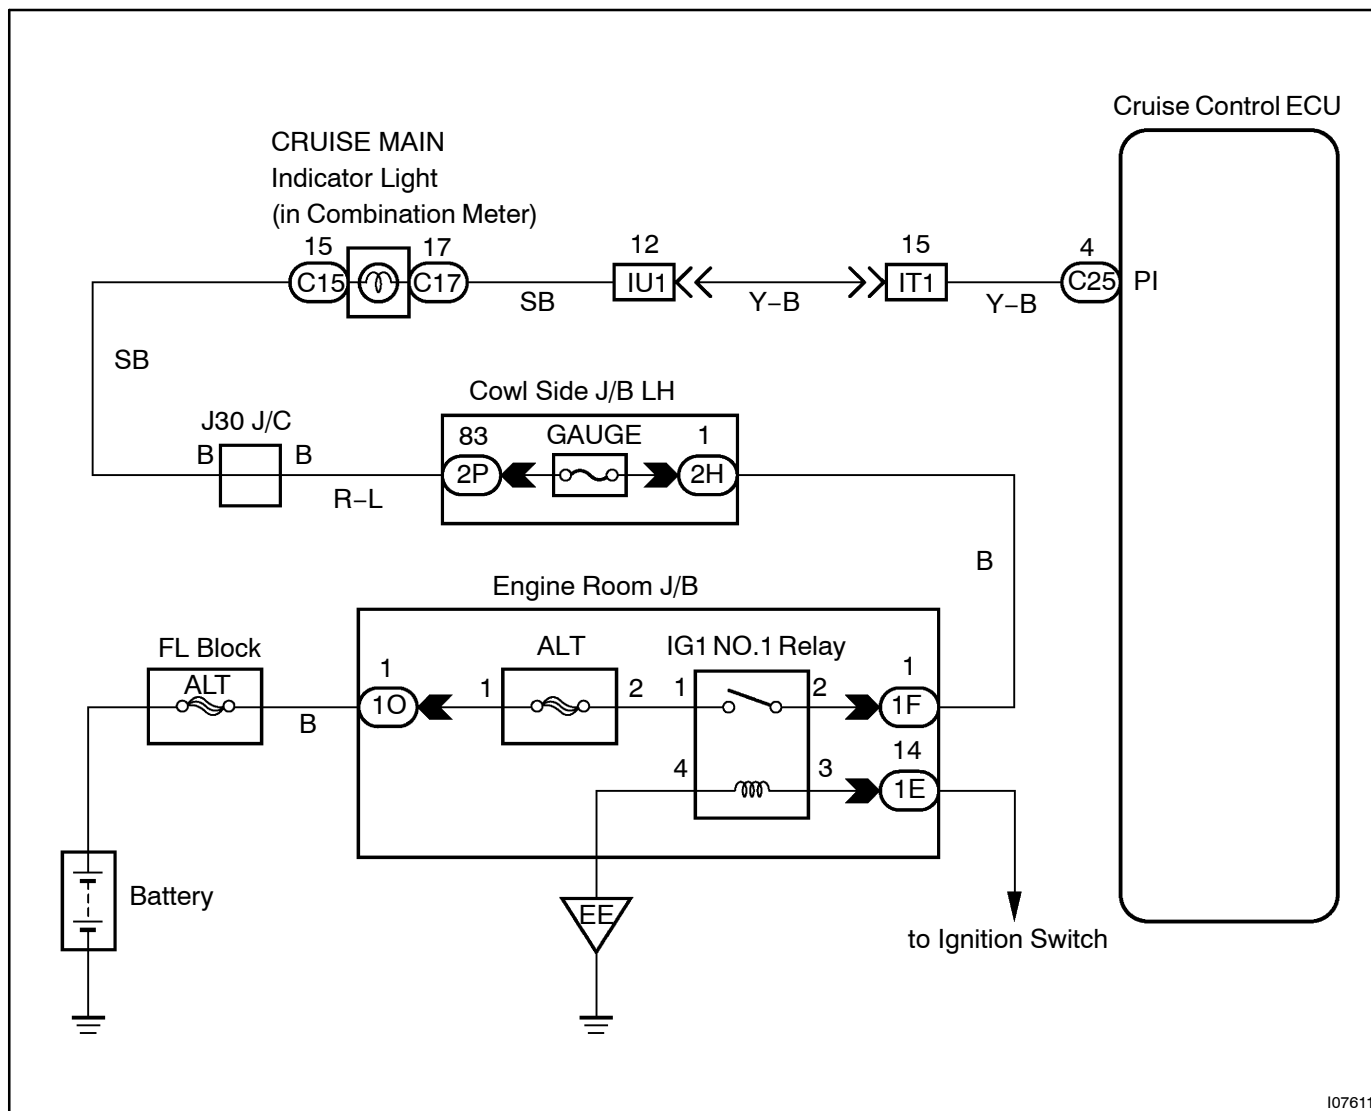 Cruise Control ECU
CRUISE MAIN
Indicator Light
(in Combination Meter)
15
17
12
15
4
C15
C17
IU1
IT1
C25
PI
SB
Y–B
Y–B
SB
Cowl Side J/B LH
J30 J/C
83
GAUGE
1
B
B
2P
2H
R–L
B
Engine Room J/B
FL Block
ALT
IG1 NO.1 Relay
1
1
ALT
1
2
1
2
1O
1F
B
14
4
3
1E
Battery
EE
to Ignition Switch
I07611